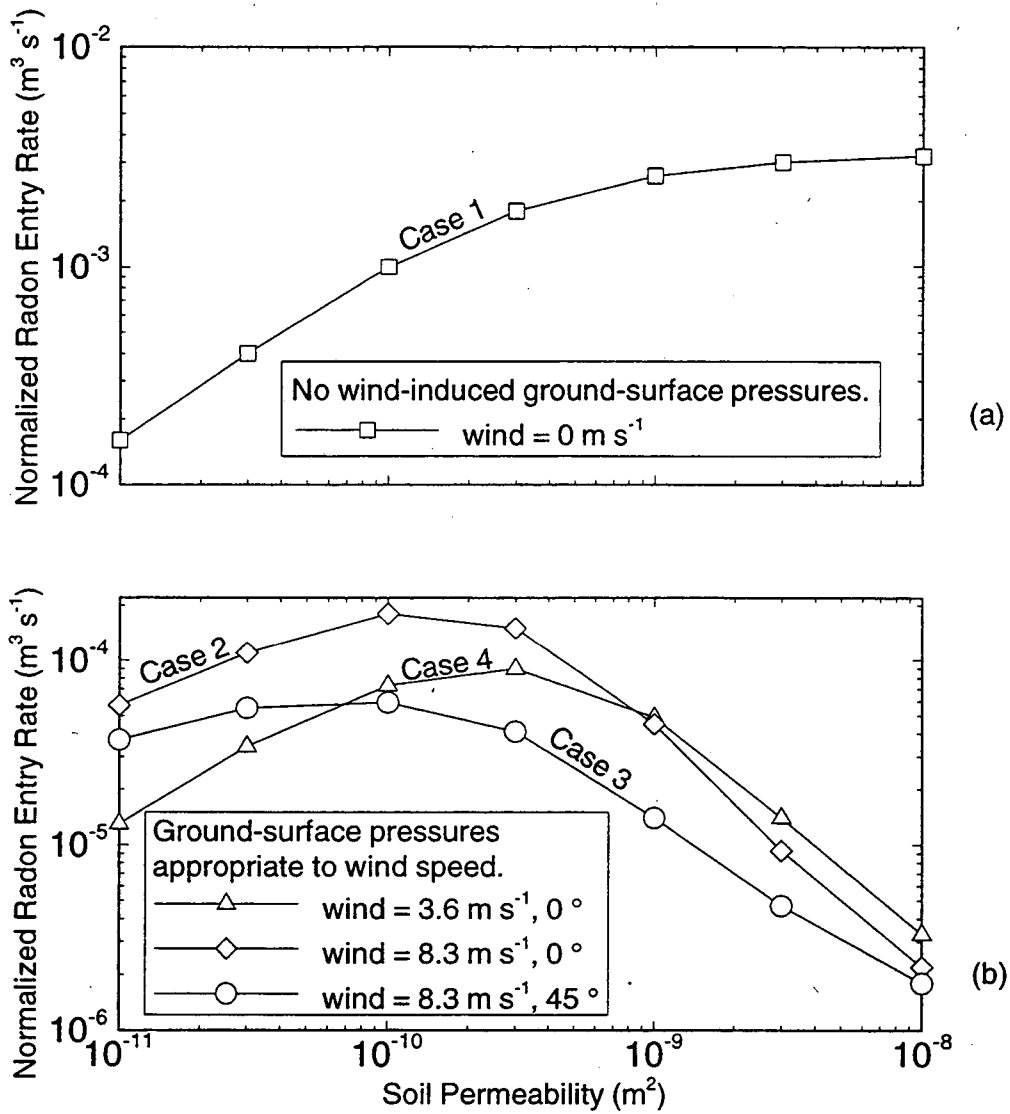 Normalized Radon Entry Rate (m³ s⁻¹)
10⁻²
10⁻³
10⁻⁴
Case 1
No wind-induced ground-surface pressures.
wind = 0 m s⁻¹
(a)
Normalized Radon Entry Rate (m³ s⁻¹)
10⁻⁴
10⁻⁵
10⁻⁶
Case 2
Case 4
Case 3
Ground-surface pressures
appropriate to wind speed.
wind = 3.6 m s⁻¹, 0 °
wind = 8.3 m s⁻¹, 0 °
wind = 8.3 m s⁻¹, 45 °
(b)
10⁻¹¹ 10⁻¹⁰ 10⁻⁹ 10⁻⁸
Soil Permeability (m²)